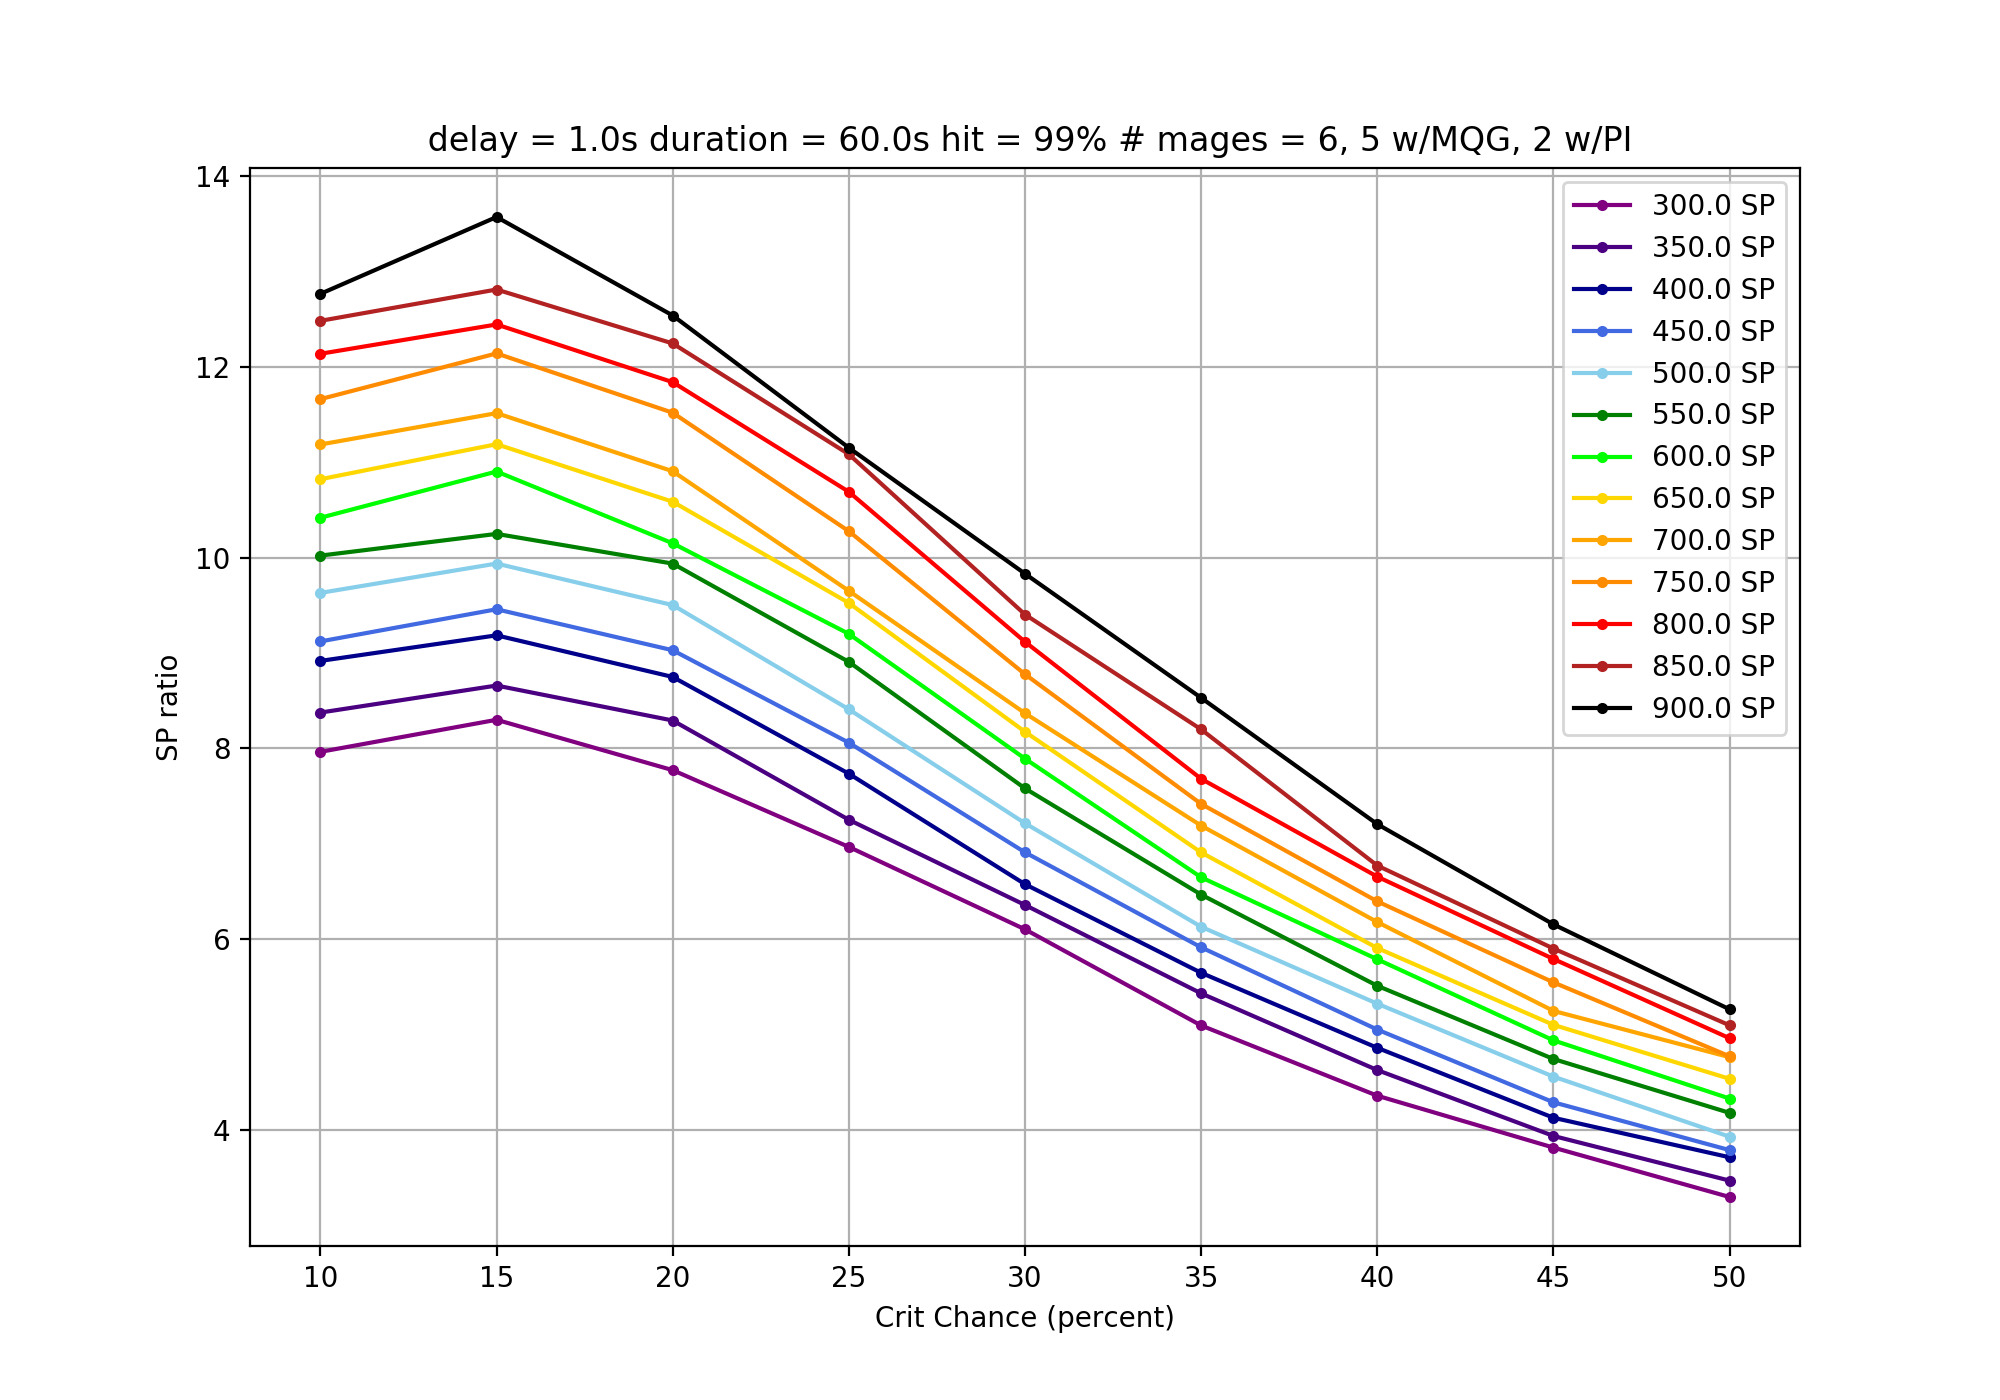 delay = 1.0s duration = 60.0s hit = 99% # mages = 6, 5 w/MQG, 2 w/PI
14
12
10
8
6
4
SP ratio
300.0 SP
350.0 SP
400.0 SP
450.0 SP
500.0 SP
550.0 SP
600.0 SP
650.0 SP
700.0 SP
750.0 SP
800.0 SP
850.0 SP
900.0 SP
10 15 20 25 30 35 40 45 50
Crit Chance (percent)